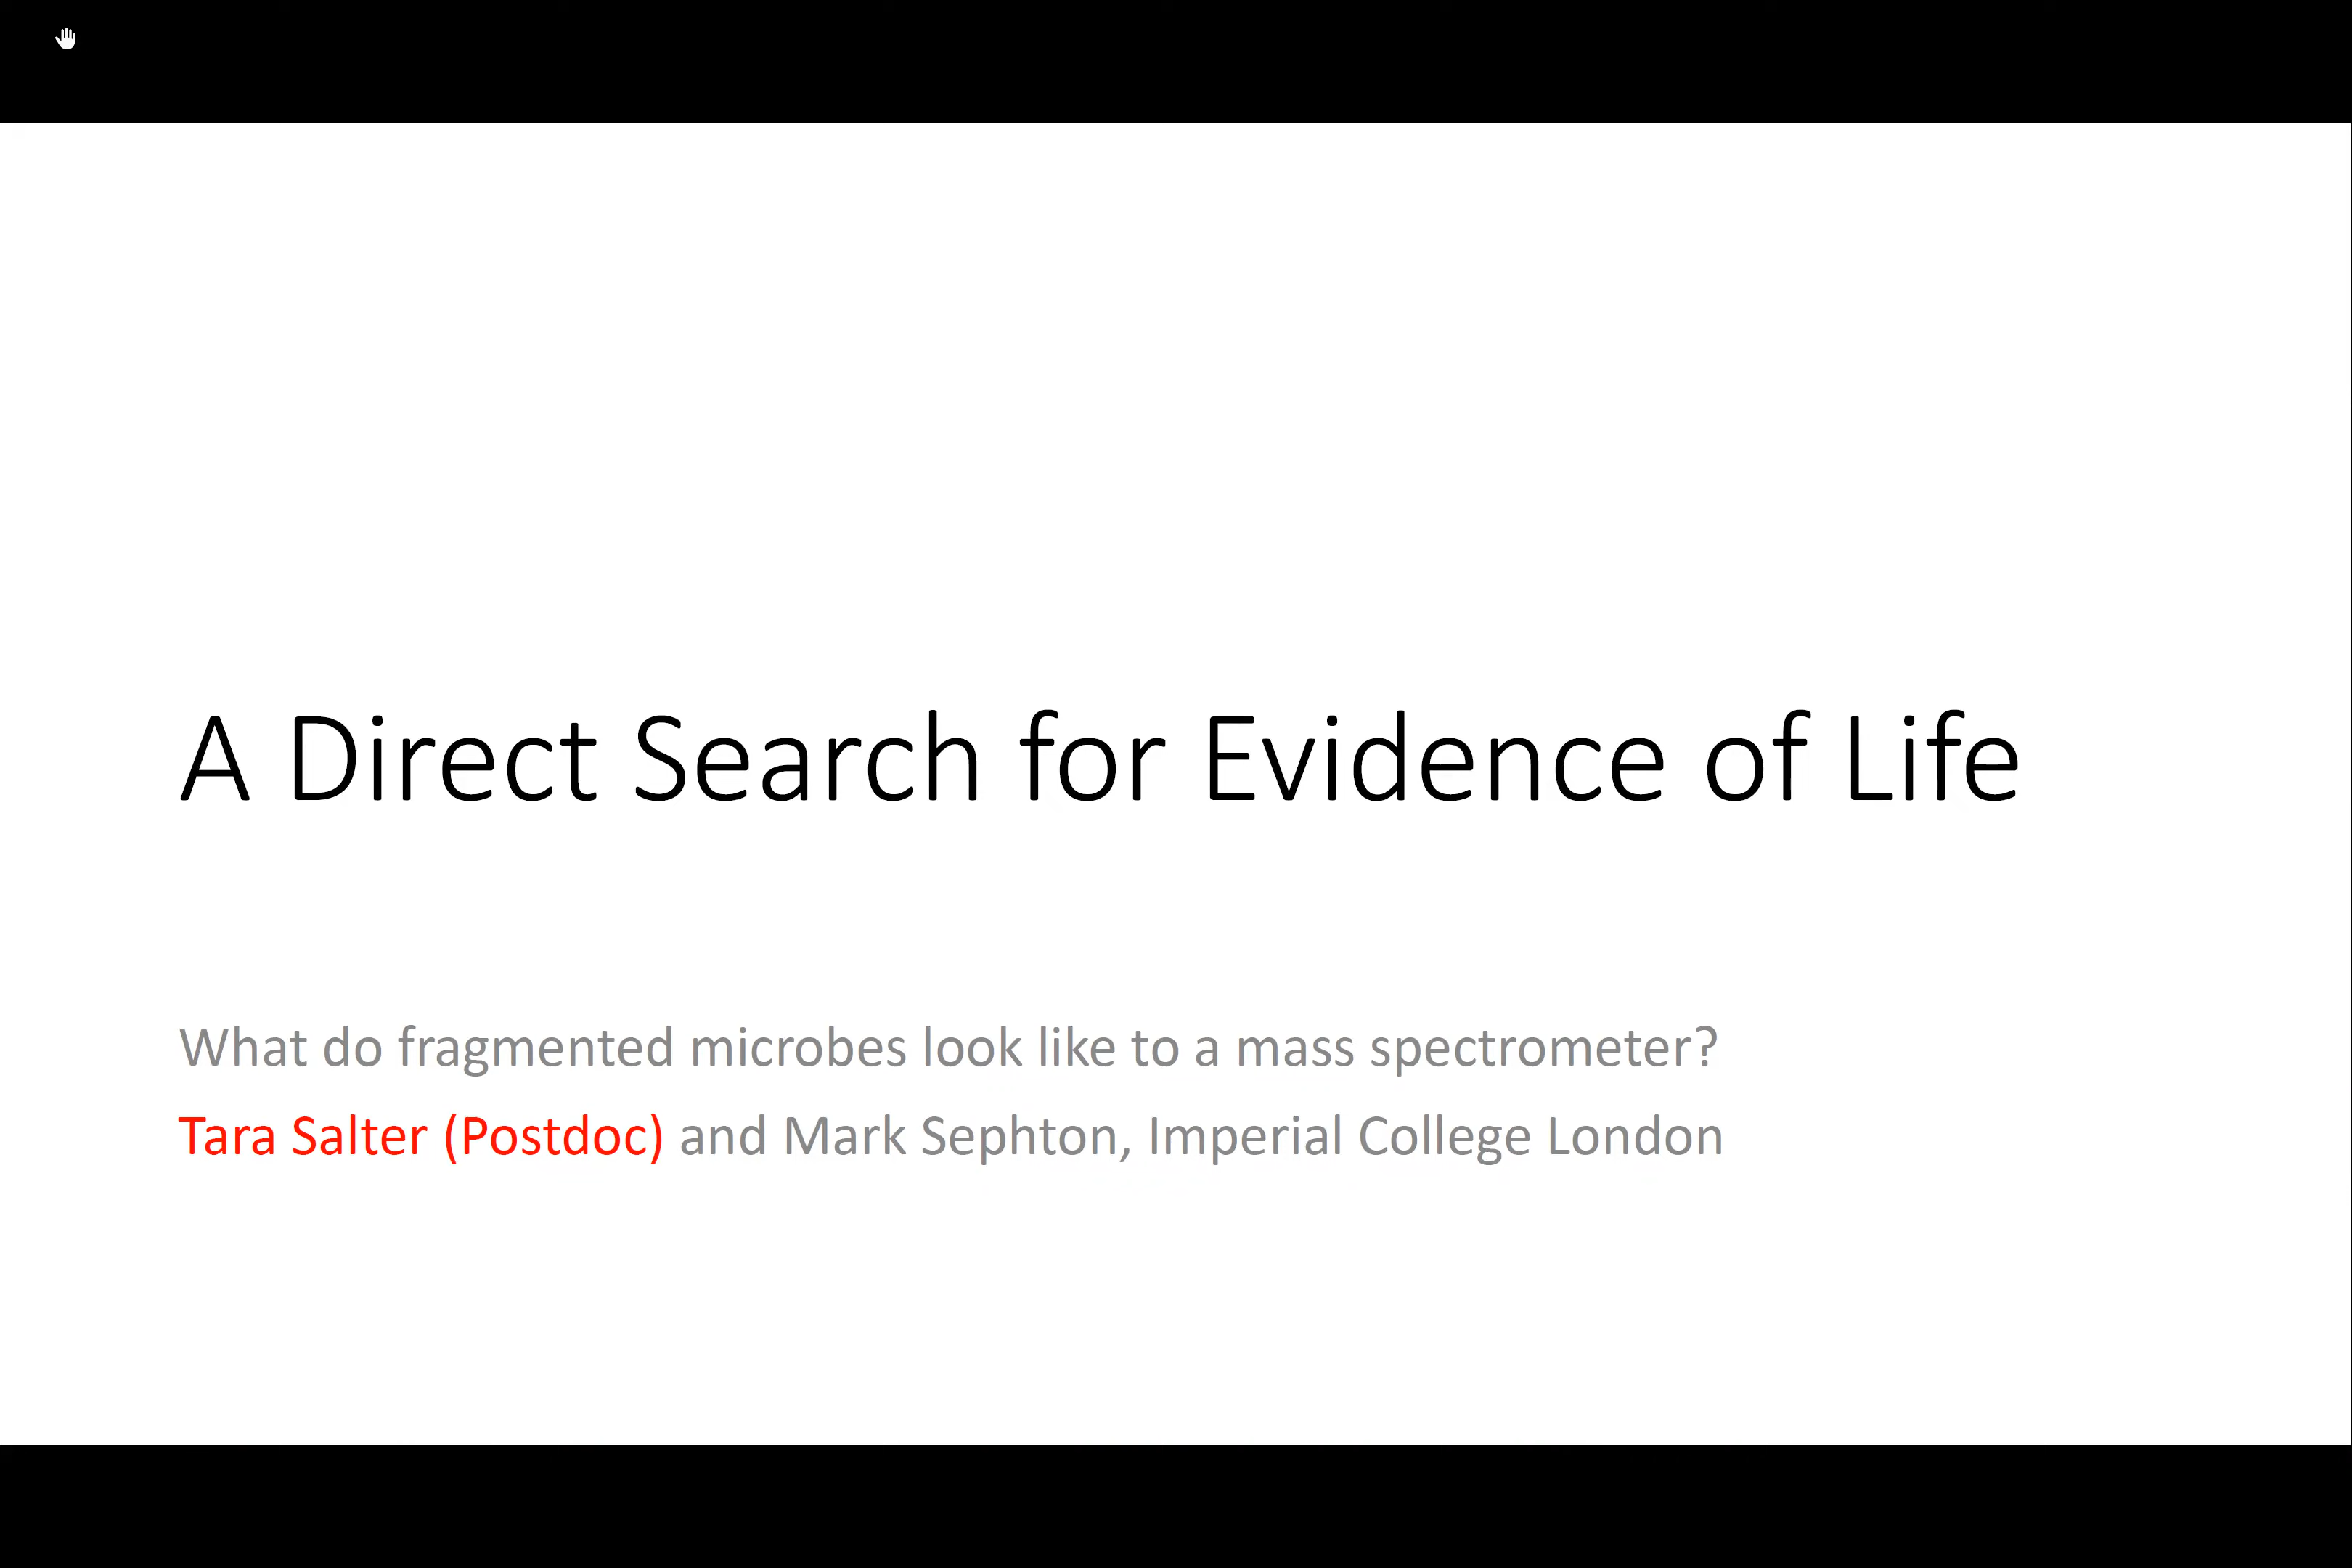 A Direct Search for Evidence of Life
What do fragmented microbes look like to a mass spectrometer?
Tara Salter (Postdoc) and Mark Sephton, Imperial College London